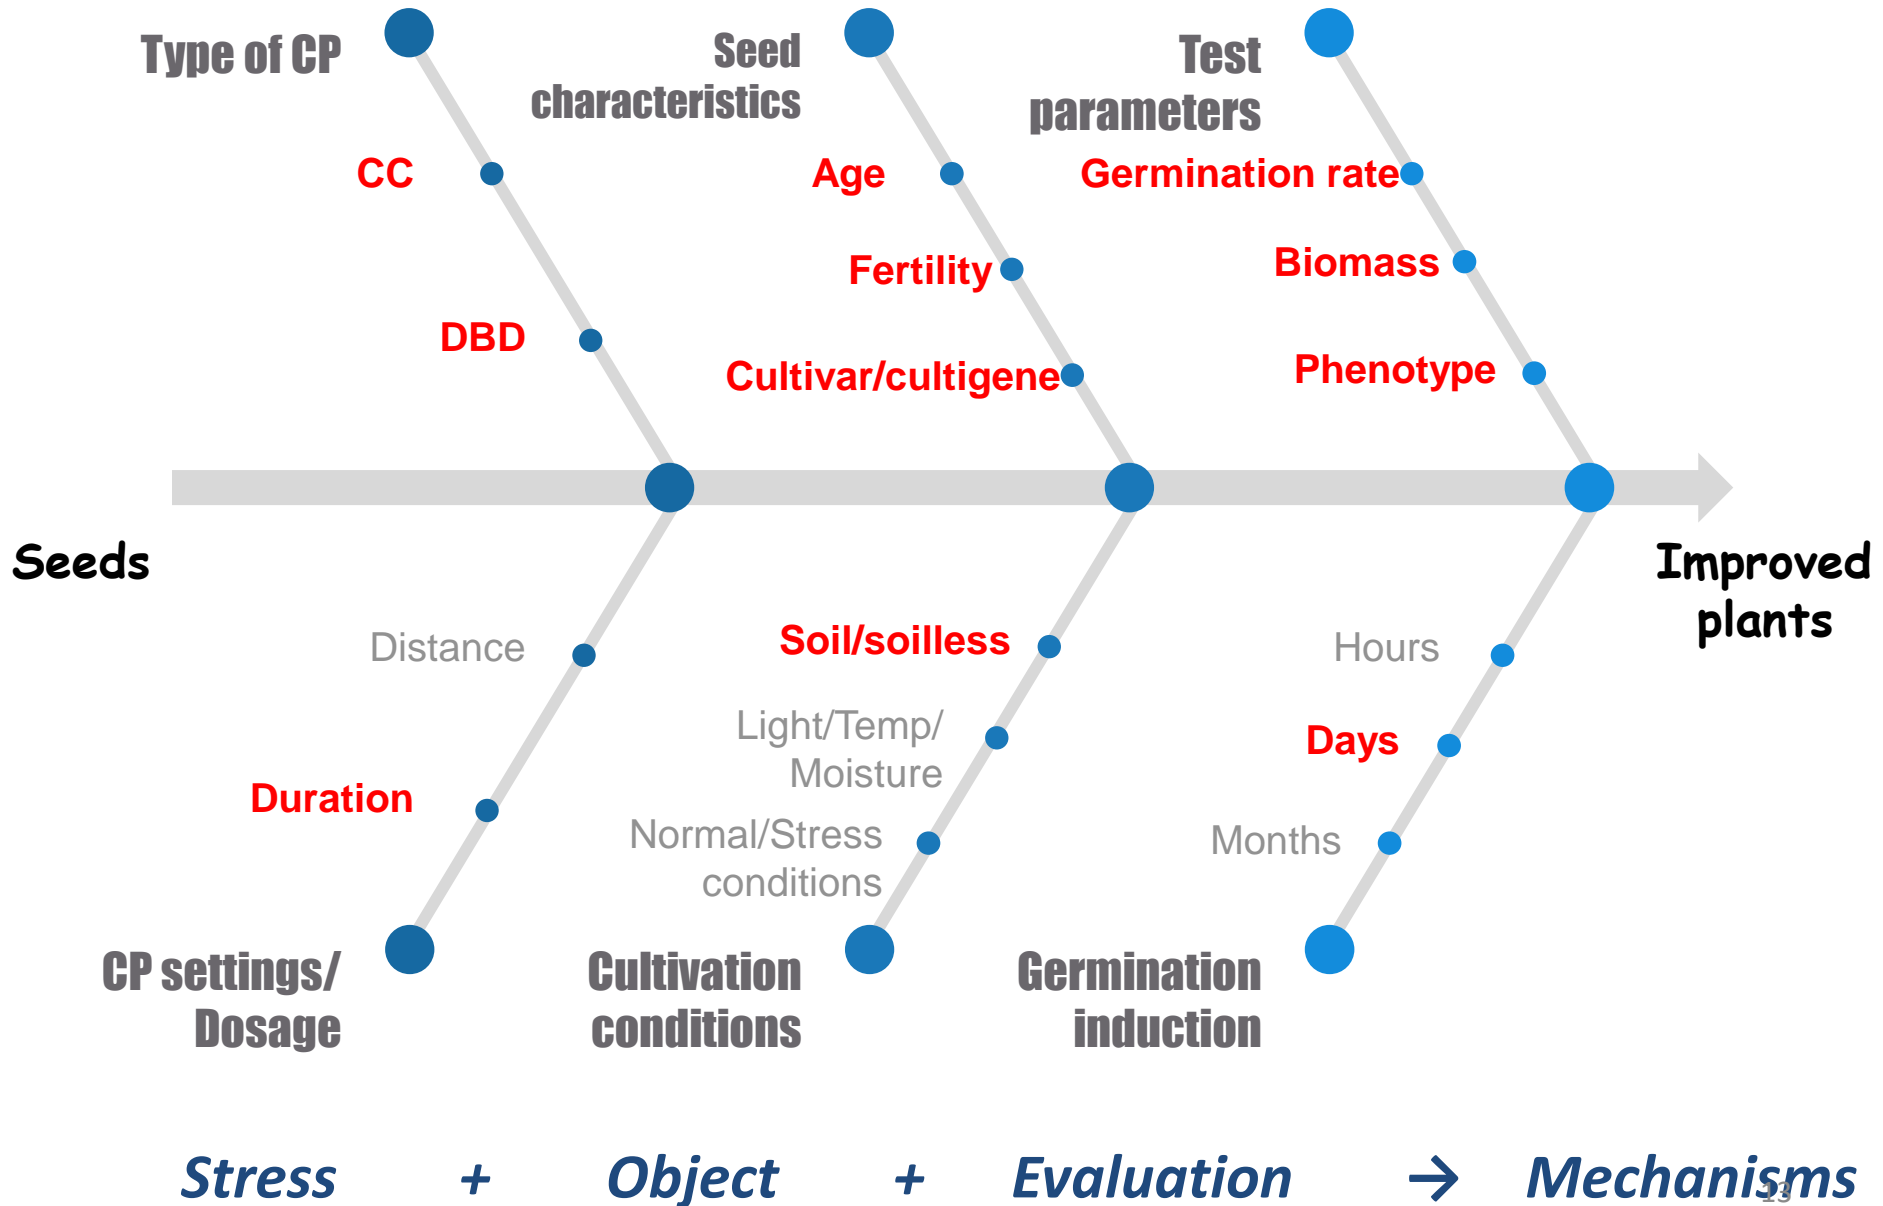 Type of CP
Seed
characteristics
Test
parameters
CC
Age
Germination rate
Fertility
Biomass
DBD
Cultivar/cultigene
Phenotype
Seeds
Improved
plants
Distance
Soil/soilless
Hours
Light/Temp/
Moisture
Days
Duration
Normal/Stress
conditions
Months
CP settings/
Dosage
Cultivation
conditions
Germination
induction
Stress + Object + Evaluation → Mechanisms
13